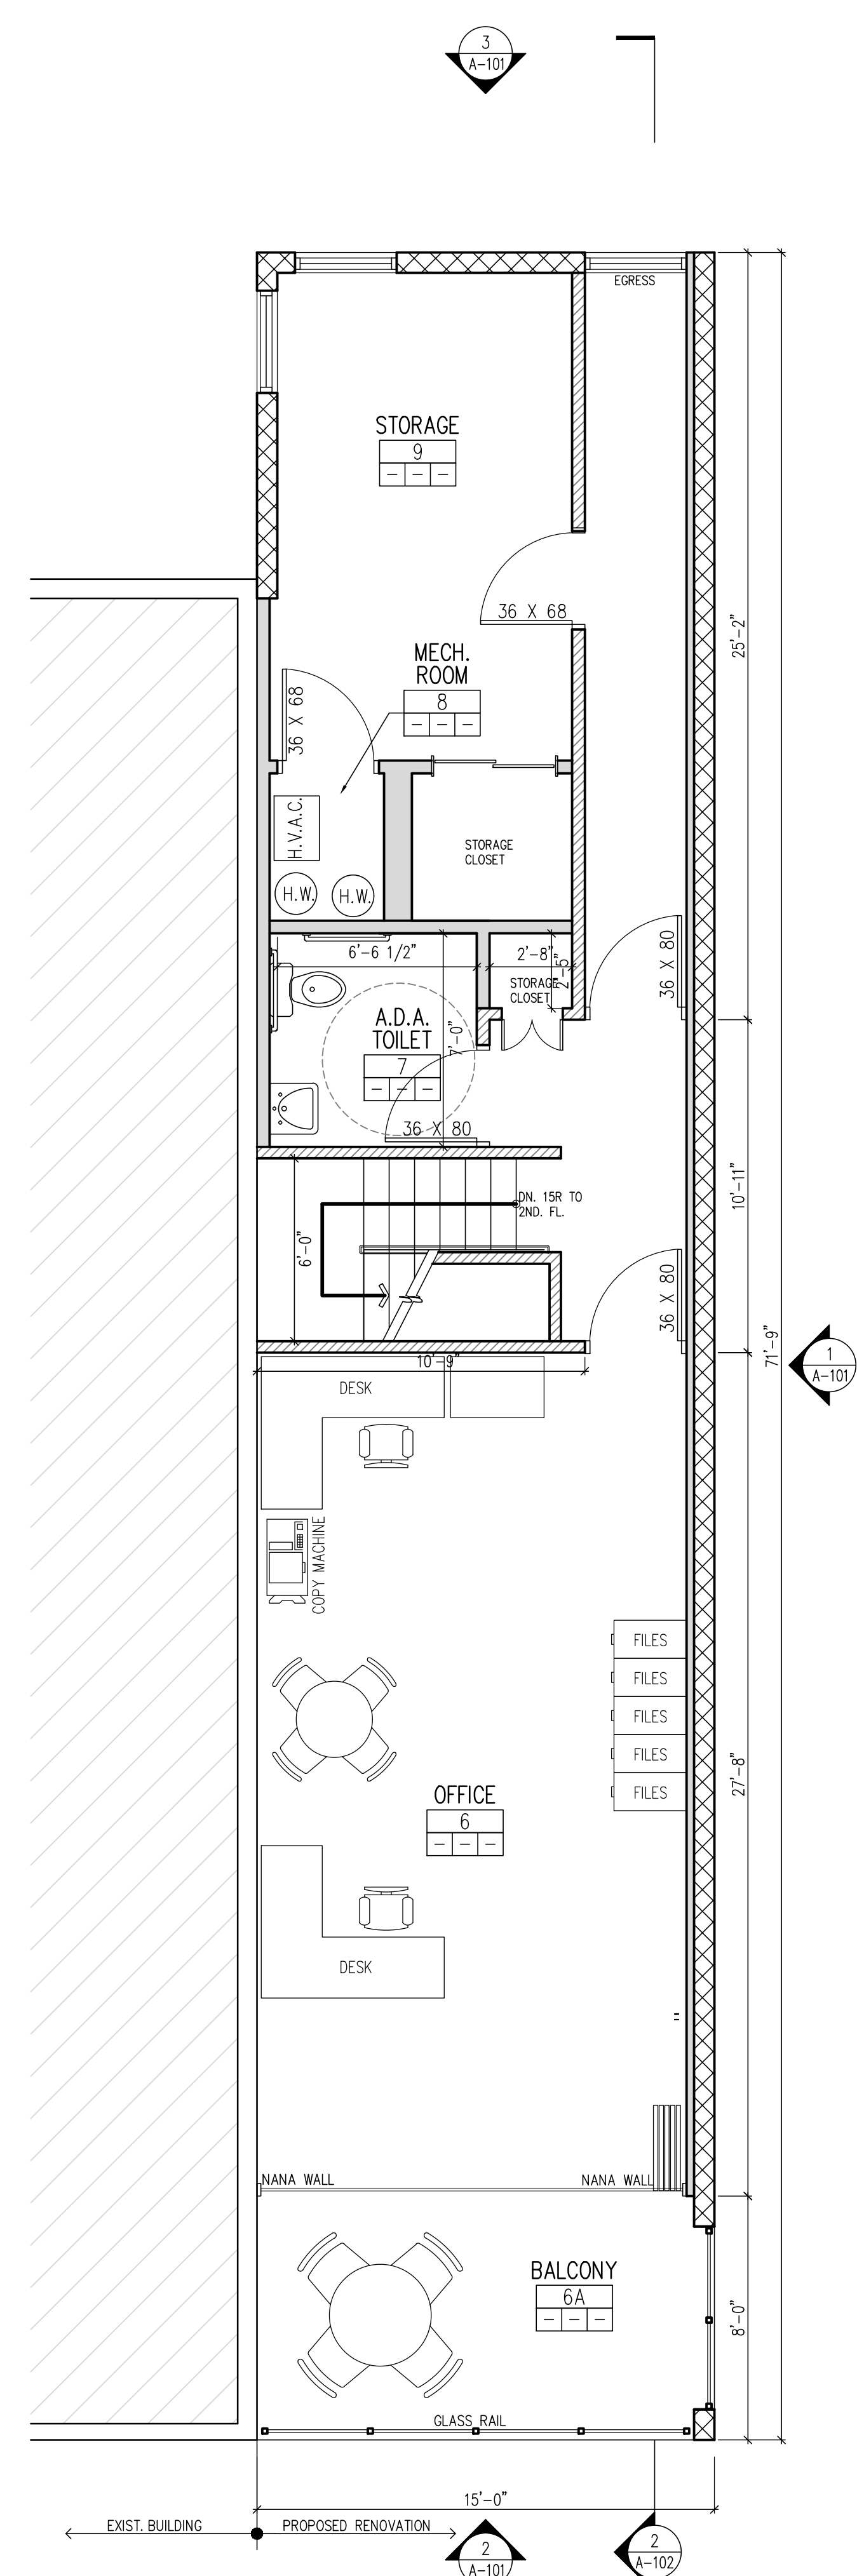 3
A-101
EGRESS
STORAGE
9
- - -
36 X 68
25'-2"
MECH.
ROOM
8
- - -
36 X 68
H.V.A.C.
STORAGE
CLOSET
H.W.
H.W.
6'-6 1/2"
2'-8"
2'-5"
STORAGE
CLOSET
36 X 80
A.D.A.
TOILET
7
- - -
7'-0"
36 X 80
10'-11"
DN. 15R TO
2ND. FL.
6'-0"
36 X 80
71'-9"
1
A-101
10'-9"
DESK
COPY MACHINE
FILES
FILES
FILES
FILES
FILES
27'-8"
OFFICE
6
- - -
DESK
NANA WALL
NANA WALL
BALCONY
6A
- - -
8'-0"
GLASS RAIL
15'-0"
EXIST. BUILDING
PROPOSED RENOVATION
2
A-101
2
A-102